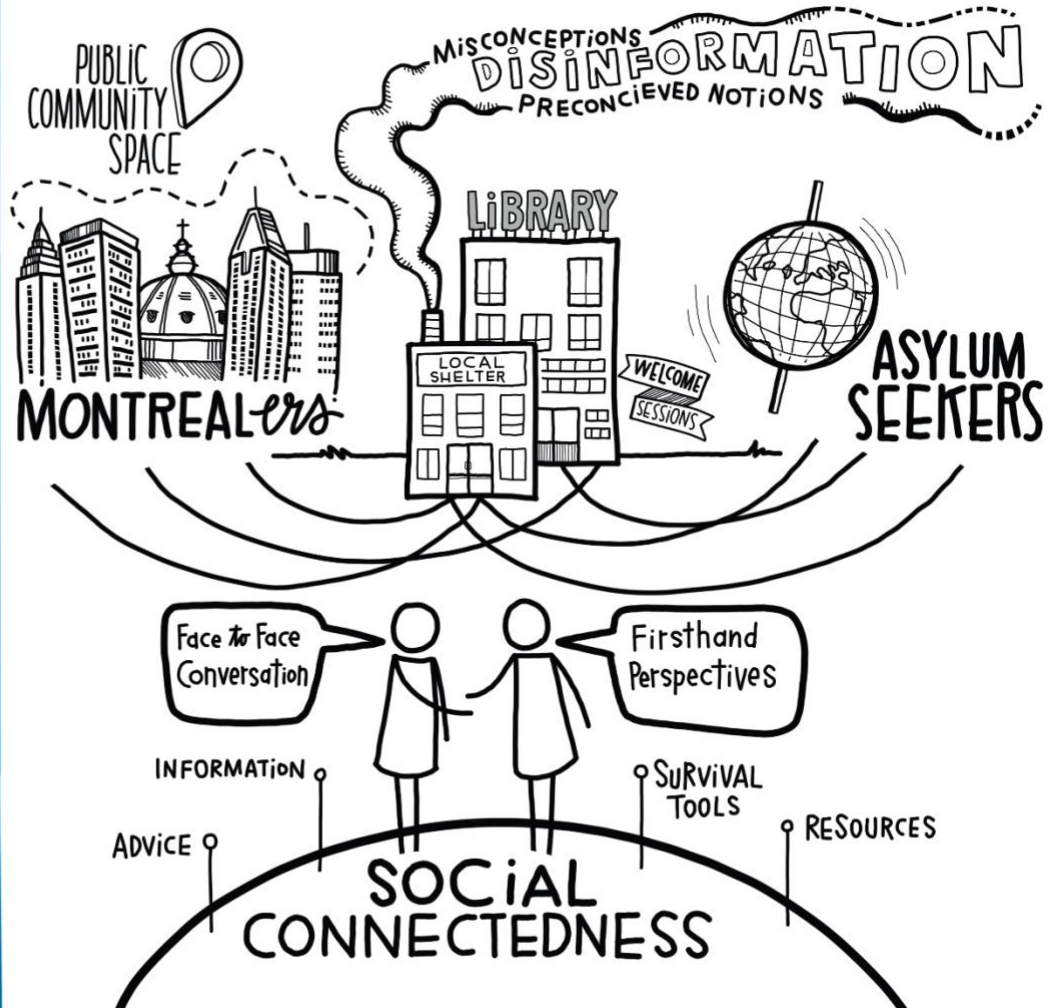 PUBLIC
COMMUNITY
SPACE
MISCONCEPTIONS
DISINFORMATION
PRECONCIEVED NOTIONS
LIBRARY
LOCAL
SHELTER
WELCOME
SESSIONS
MONTREALers
ASYLUM
SEEKERS
Face to Face
Conversation
Firsthand
Perspectives
INFORMATION
SURVIVAL
TOOLS
ADVICE
RESOURCES
SOCIAL
CONNECTEDNESS